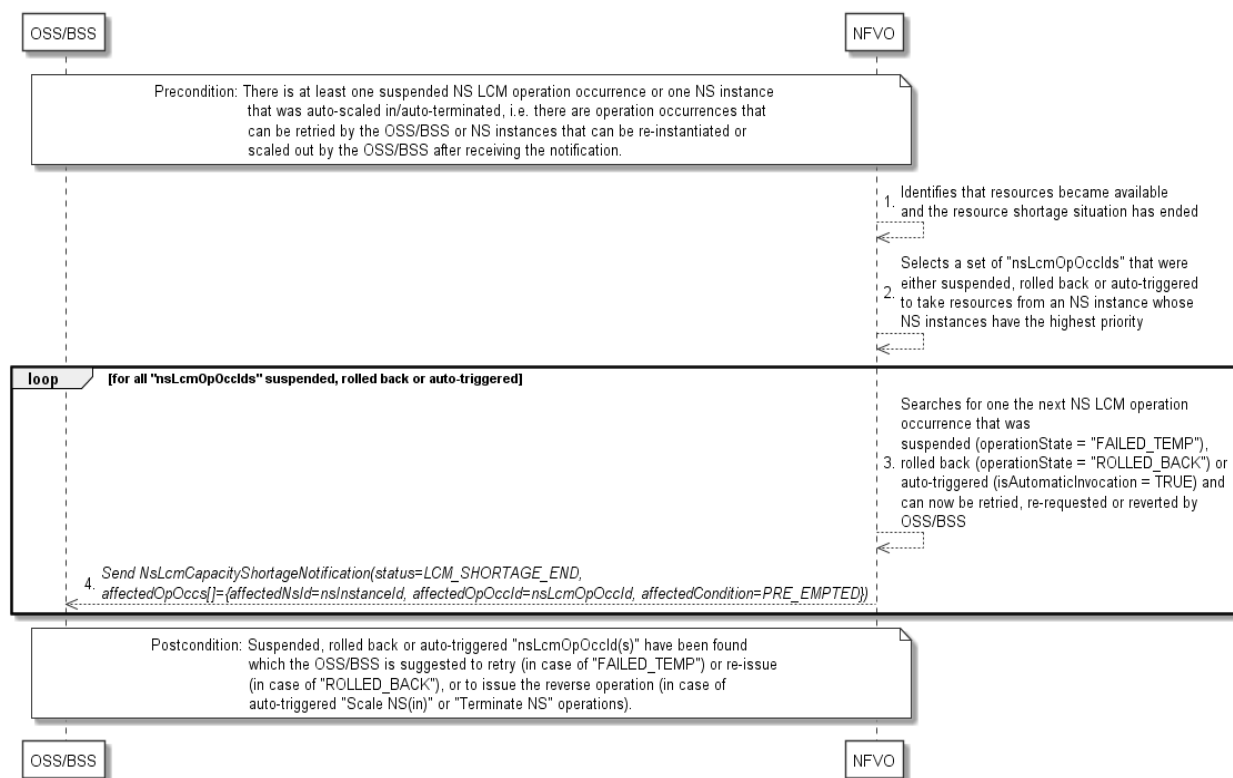 OSS/BSS
NFVO
Precondition: There is at least one suspended NS LCM operation occurrence or one NS instance
that was auto-scaled in/auto-terminated, i.e. there are operation occurrences that
can be retried by the OSS/BSS or NS instances that can be re-instantiated or
scaled out by the OSS/BSS after receiving the notification.
1. Identifies that resources became available
and the resource shortage situation has ended
Selects a set of "nsLcmOpOccIds" that were
either suspended, rolled back or auto-triggered
2. to take resources from an NS instance whose
NS instances have the highest priority
loop [for all "nsLcmOpOccIds" suspended, rolled back or auto-triggered]
Searches for one the next NS LCM operation
occurrence that was
suspended (operationState = "FAILED_TEMP"),
3. rolled back (operationState = "ROLLED_BACK") or
auto-triggered (isAutomaticInvocation = TRUE) and
can now be retried, re-requested or reverted by
OSS/BSS
4. Send NsLcmCapacityShortageNotification(status=LCM_SHORTAGE_END,
affectedOpOccs[]={affectedNsId=nsInstanceId, affectedOpOccId=nsLcmOpOccId, affectedCondition=PRE_EMPTED})
Postcondition: Suspended, rolled back or auto-triggered "nsLcmOpOccId(s)" have been found
which the OSS/BSS is suggested to retry (in case of "FAILED_TEMP") or re-issue
(in case of "ROLLED_BACK"), or to issue the reverse operation (in case of
auto-triggered "Scale NS(in)" or "Terminate NS" operations).
OSS/BSS
NFVO